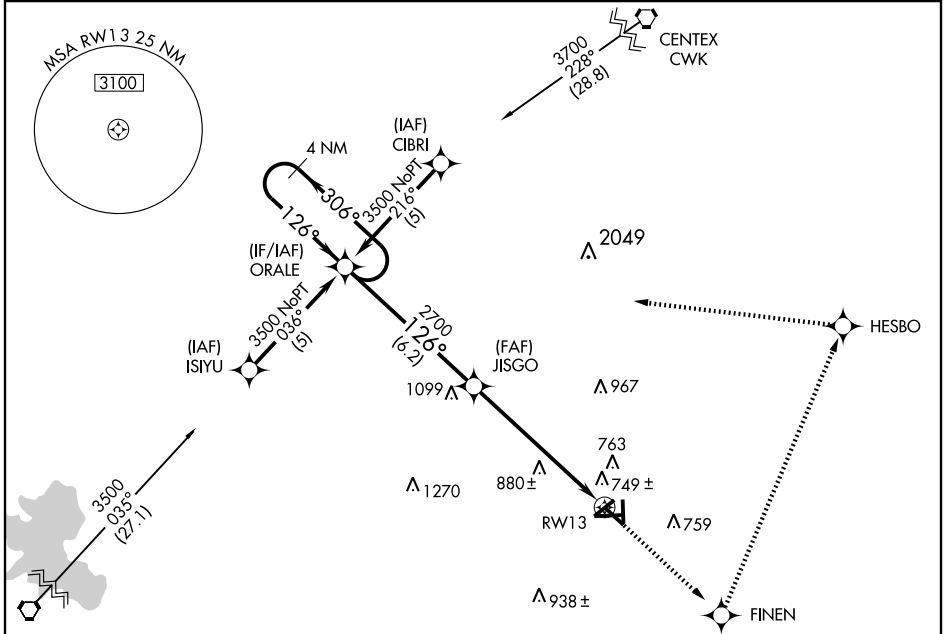 MSA RW13 25 NM
3100
CENTEX
CWK
3700
228°
(28.8)
(IAF)
CIBRI
4 NM
3500 NoPT
216°
(5)
306°
126°
(IF/IAF)
ORALE
2049
3500 NoPT
036°
(5)
(IAF)
ISIYU
2700
126°
(6.2)
(FAF)
JISGO
HESBO
1099
967
763
749 ±
880 ±
1270
RW13
759
3500
035°
(27.1)
938 ±
FINEN